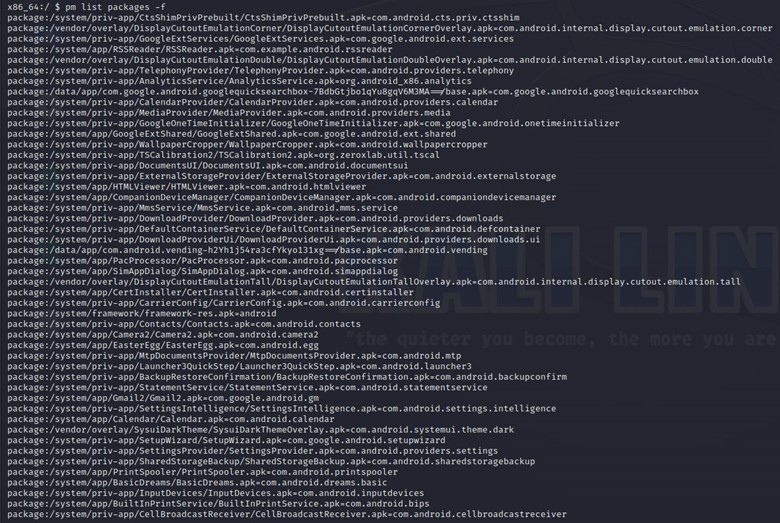 x86_64:/ $ pm list packages -f
package:/system/priv-app/CtsShimPrivPrebuilt/CtsShimPrivPrebuilt.apk=com.android.cts.priv.ctsshim
package:/vendor/overlay/DisplayCutoutEmulationCorner/DisplayCutoutEmulationCornerOverlay.apk=com.android.internal.display.cutout.emulation.corner
package:/system/priv-app/GoogleExtServices/GoogleExtServices.apk=com.google.android.ext.services
package:/system/app/RSSReader/RSSReader.apk=com.example.android.rssreader
package:/vendor/overlay/DisplayCutoutEmulationDouble/DisplayCutoutEmulationDoubleOverlay.apk=com.android.internal.display.cutout.emulation.double
package:/system/priv-app/TelephonyProvider/TelephonyProvider.apk=com.android.providers.telephony
package:/system/priv-app/AnalyticsService/AnalyticsService.apk=org.android_x86.analytics
package:/data/app/com.google.android.googlequicksearchbox-7BdbGtjbo1qYu8gqV6M3MA==/base.apk=com.google.android.googlequicksearchbox
package:/system/priv-app/CalendarProvider/CalendarProvider.apk=com.android.providers.calendar
package:/system/priv-app/MediaProvider/MediaProvider.apk=com.android.providers.media
package:/system/priv-app/GoogleOneTimeInitializer/GoogleOneTimeInitializer.apk=com.google.android.onetimeinitializer
package:/system/app/GoogleExtShared/GoogleExtShared.apk=com.google.android.ext.shared
package:/system/app/WallpaperCropper/WallpaperCropper.apk=com.android.wallpapercropper
package:/system/app/TSCalibration2/TSCalibration2.apk=org.zeroxlab.util.tscal
package:/system/priv-app/DocumentsUI/DocumentsUI.apk=com.android.documentsui
package:/system/priv-app/ExternalStorageProvider/ExternalStorageProvider.apk=com.android.externalstorage
package:/system/app/HTMLViewer/HTMLViewer.apk=com.android.htmlviewer
package:/system/app/CompanionDeviceManager/CompanionDeviceManager.apk=com.android.companiondevicemanager
package:/system/priv-app/MmsService/MmsService.apk=com.android.mms.service
package:/system/priv-app/DownloadProvider/DownloadProvider.apk=com.android.providers.downloads
package:/system/priv-app/DefaultContainerService/DefaultContainerService.apk=com.android.defcontainer
package:/system/app/DownloadProviderUi/DownloadProviderUi.apk=com.android.providers.downloads.ui
package:/data/app/com.android.vending-h2Yh1j54ra3cfYkyo131xg==/base.apk=com.android.vending
package:/system/app/PacProcessor/PacProcessor.apk=com.android.pacprocessor
package:/system/app/SimAppDialog/SimAppDialog.apk=com.android.simappdialog
package:/vendor/overlay/DisplayCutoutEmulationTall/DisplayCutoutEmulationTallOverlay.apk=com.android.internal.display.cutout.emulation.tall
package:/system/app/CertInstaller/CertInstaller.apk=com.android.certinstaller
package:/system/priv-app/CarrierConfig/CarrierConfig.apk=com.android.carrierconfig
package:/system/framework/framework-res.apk=android
package:/system/priv-app/Contacts/Contacts.apk=com.android.contacts
package:/system/app/Camera2/Camera2.apk=com.android.camera2
package:/system/app/EasterEgg/EasterEgg.apk=com.android.egg
package:/system/priv-app/MtpDocumentsProvider/MtpDocumentsProvider.apk=com.android.mtp
package:/system/priv-app/Launcher3QuickStep/Launcher3QuickStep.apk=com.android.launcher3
package:/system/priv-app/BackupRestoreConfirmation/BackupRestoreConfirmation.apk=com.android.backupconfirm
package:/system/priv-app/StatementService/StatementService.apk=com.android.statementservice
package:/system/app/Gmail2/Gmail2.apk=com.google.android.gm
package:/system/priv-app/SettingsIntelligence/SettingsIntelligence.apk=com.android.settings.intelligence
package:/system/app/Calendar/Calendar.apk=com.android.calendar
package:/vendor/overlay/SysuiDarkTheme/SysuiDarkThemeOverlay.apk=com.android.systemui.theme.dark
package:/system/priv-app/SetupWizard/SetupWizard.apk=com.google.android.setupwizard
package:/system/priv-app/SettingsProvider/SettingsProvider.apk=com.android.providers.settings
package:/system/priv-app/SharedStorageBackup/SharedStorageBackup.apk=com.android.sharedstoragebackup
package:/system/app/PrintSpooler/PrintSpooler.apk=com.android.printspooler
package:/system/app/BasicDreams/BasicDreams.apk=com.android.dreams.basic
package:/system/priv-app/InputDevices/InputDevices.apk=com.android.inputdevices
package:/system/app/BuiltInPrintService/BuiltInPrintService.apk=com.android.bips
package:/system/priv-app/CellBroadcastReceiver/CellBroadcastReceiver.apk=com.android.cellbroadcastreceiver
KALI LIN
"the quieter you become, the more you are